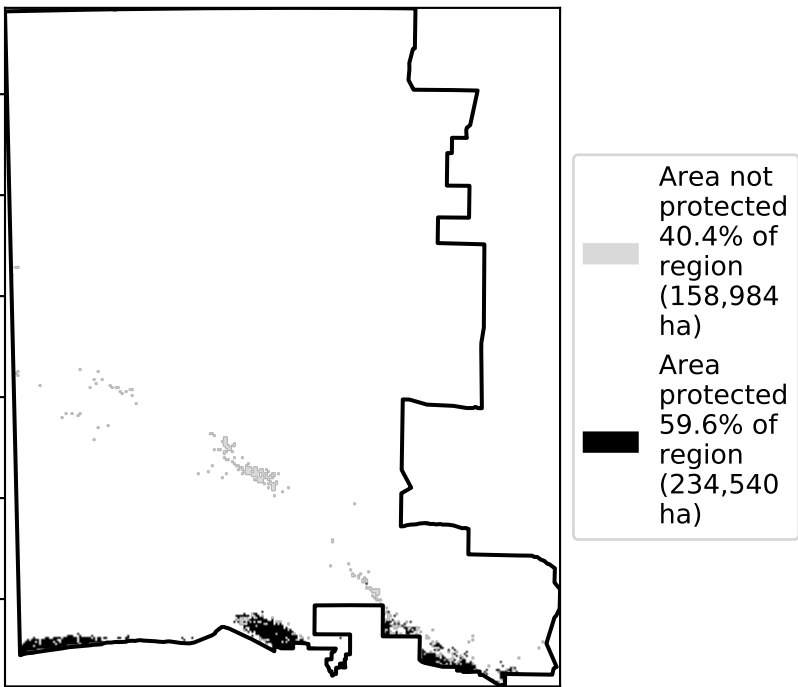 Area not
protected
40.4% of
region
(158,984
ha)
Area
protected
59.6% of
region
(234,540
ha)